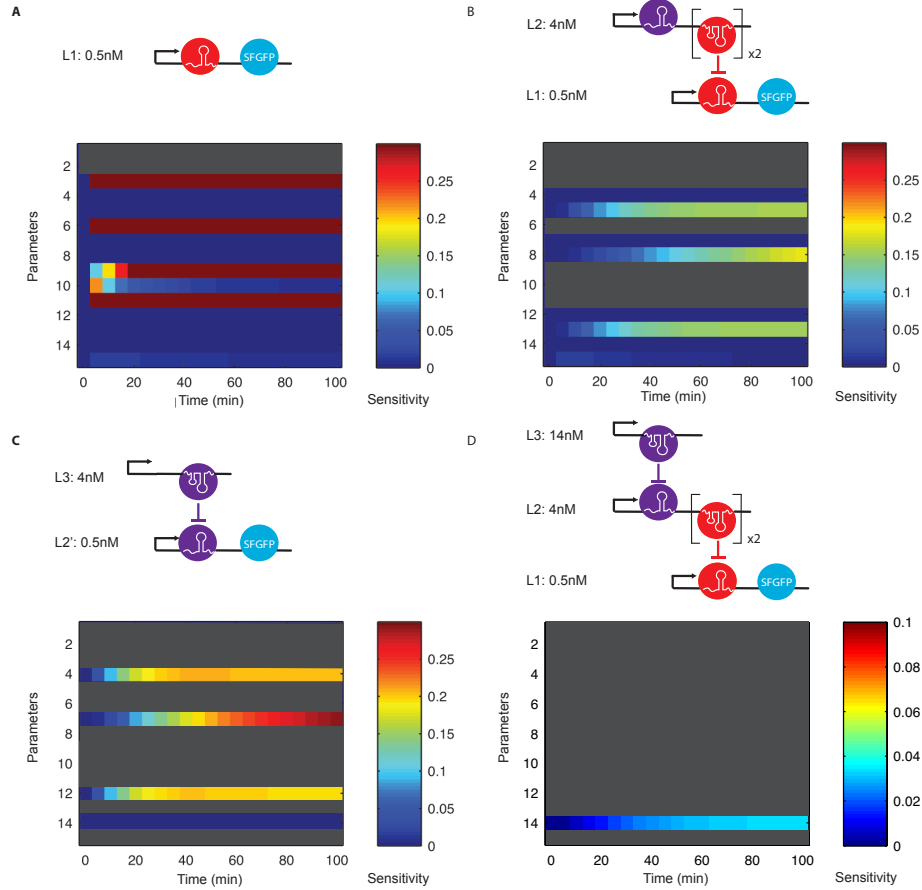 A
L1: 0.5nM
SFGFP
2
4
6
8
10
12
14
Parameters
0
20
40
60
80
100
Time (min)
0.25
0.2
0.15
0.1
0.05
0
Sensitivity
B
L2: 4nM
x2
L1: 0.5nM
SFGFP
2
4
6
8
10
12
14
Parameters
0
20
40
60
80
100
Time (min)
0.25
0.2
0.15
0.1
0.05
0
Sensitivity
C
L3: 4nM
L2': 0.5nM
SFGFP
2
4
6
8
10
12
14
Parameters
0
20
40
60
80
100
Time (min)
0.25
0.2
0.15
0.1
0.05
0
Sensitivity
D
L3: 14nM
L2: 4nM
x2
L1: 0.5nM
SFGFP
2
4
6
8
10
12
14
Parameters
0
20
40
60
80
100
Time (min)
0.1
0.08
0.06
0.04
0.02
0
Sensitivity